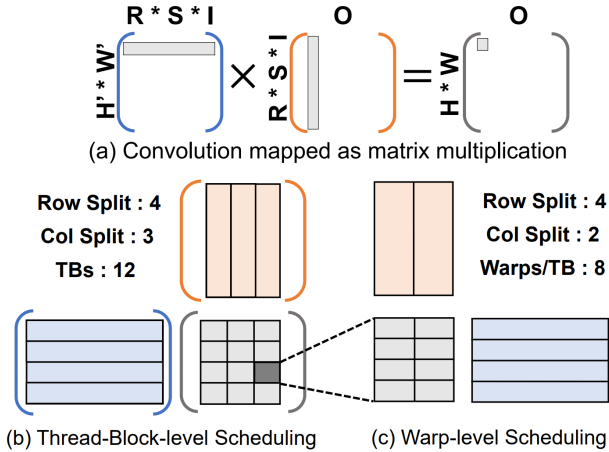 R * S * I
O
O
H' * W'
R * S * I
H * W
×
=
(a) Convolution mapped as matrix multiplication
Row Split : 4
Col Split : 3
TBs : 12
Row Split : 4
Col Split : 2
Warps/TB : 8
(b) Thread-Block-level Scheduling
(c) Warp-level Scheduling